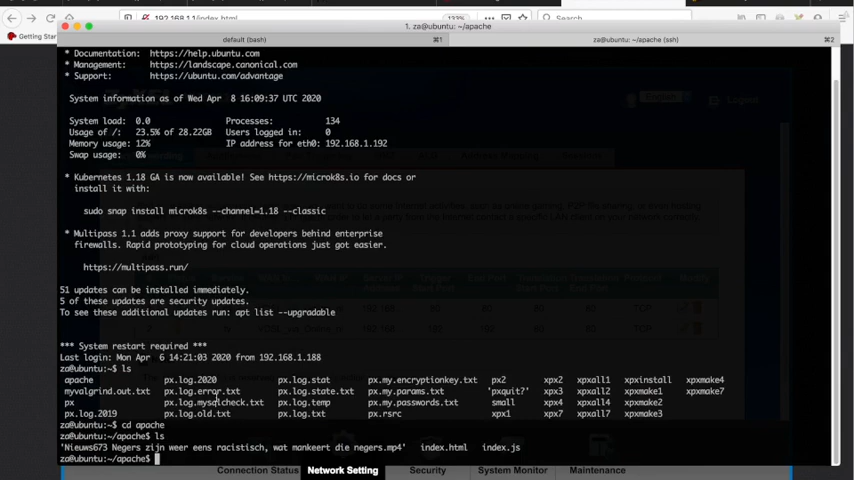 192.168.1.1/index.html
133%
Search
Getting Star
1. za@ubuntu: ~/apache
default (bash) ⌘1 za@ubuntu: ~/apache (ssh) ⌘2
* Documentation: https://help.ubuntu.com
* Management: https://landscape.canonical.com
* Support: https://ubuntu.com/advantage
System information as of Wed Apr 8 16:09:37 UTC 2020
System load: 0.0 Processes: 134
Usage of /: 23.5% of 28.22GB Users logged in: 0
Memory usage: 12% IP address for eth0: 192.168.1.192
Swap usage: 0%
* Kubernetes 1.18 GA is now available! See https://microk8s.io for docs or
install it with:
sudo snap install microk8s --channel=1.18 --classic
* Multipass 1.1 adds proxy support for developers behind enterprise
firewalls. Rapid prototyping for cloud operations just got easier.
https://multipass.run/
51 updates can be installed immediately.
5 of these updates are security updates.
To see these additional updates run: apt list --upgradable
*** System restart required ***
Last login: Mon Apr 6 14:21:03 2020 from 192.168.1.188
za@ubuntu:~$ ls
apache px.log.2020 px.log.stat px.my.encryptionkey.txt px2 xpx2 xpxall1 xpxinstall xpxmake4
myvalgrind.out.txt px.log.error.txt px.log.state.txt px.my.params.txt 'pxquit?' xpx3 xpxall2 xpxmake1 xpxmake7
px px.log.mysqlcheck.txt px.log.temp px.my.passwords.txt small xpx4 xpxall4 xpxmake2
px.log.2019 px.log.old.txt px.log.txt px.rsrc xpx1 xpx7 xpxall7 xpxmake3
za@ubuntu:~$ cd apache
za@ubuntu:~/apache$ ls
'Nieuws673 Negers zijn weer eens racistisch, wat mankeert die negers.mp4' index.html index.js
za@ubuntu:~/apache$
Connection Status Network Setting Security System Monitor Maintenance